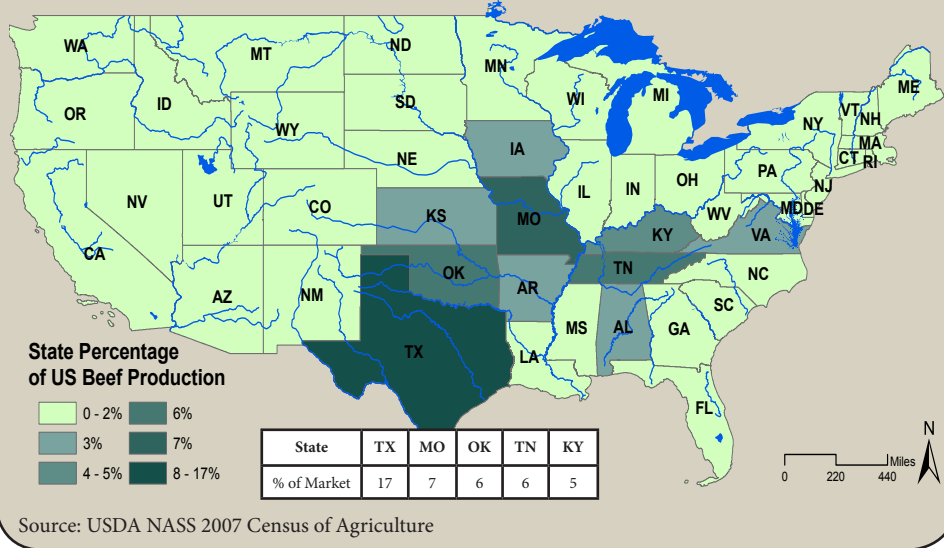 WA
MT
ND
MN
ME
OR
ID
SD
WI
MI
VT
NH
NY
WY
MA
CT
RI
IA
NE
PA
NV
UT
CO
IL
IN
OH
NJ
MD
DE
WV
KS
MO
KY
VA
CA
OK
TN
NC
AZ
NM
AR
SC
TX
MS
AL
GA
LA
FL
State Percentage
of US Beef Production
0 - 2%
6%
3%
7%
4 - 5%
8 - 17%
State TX MO OK TN KY
% of Market 17 7 6 6 5
N
Miles
0 220 440
Source: USDA NASS 2007 Census of Agriculture